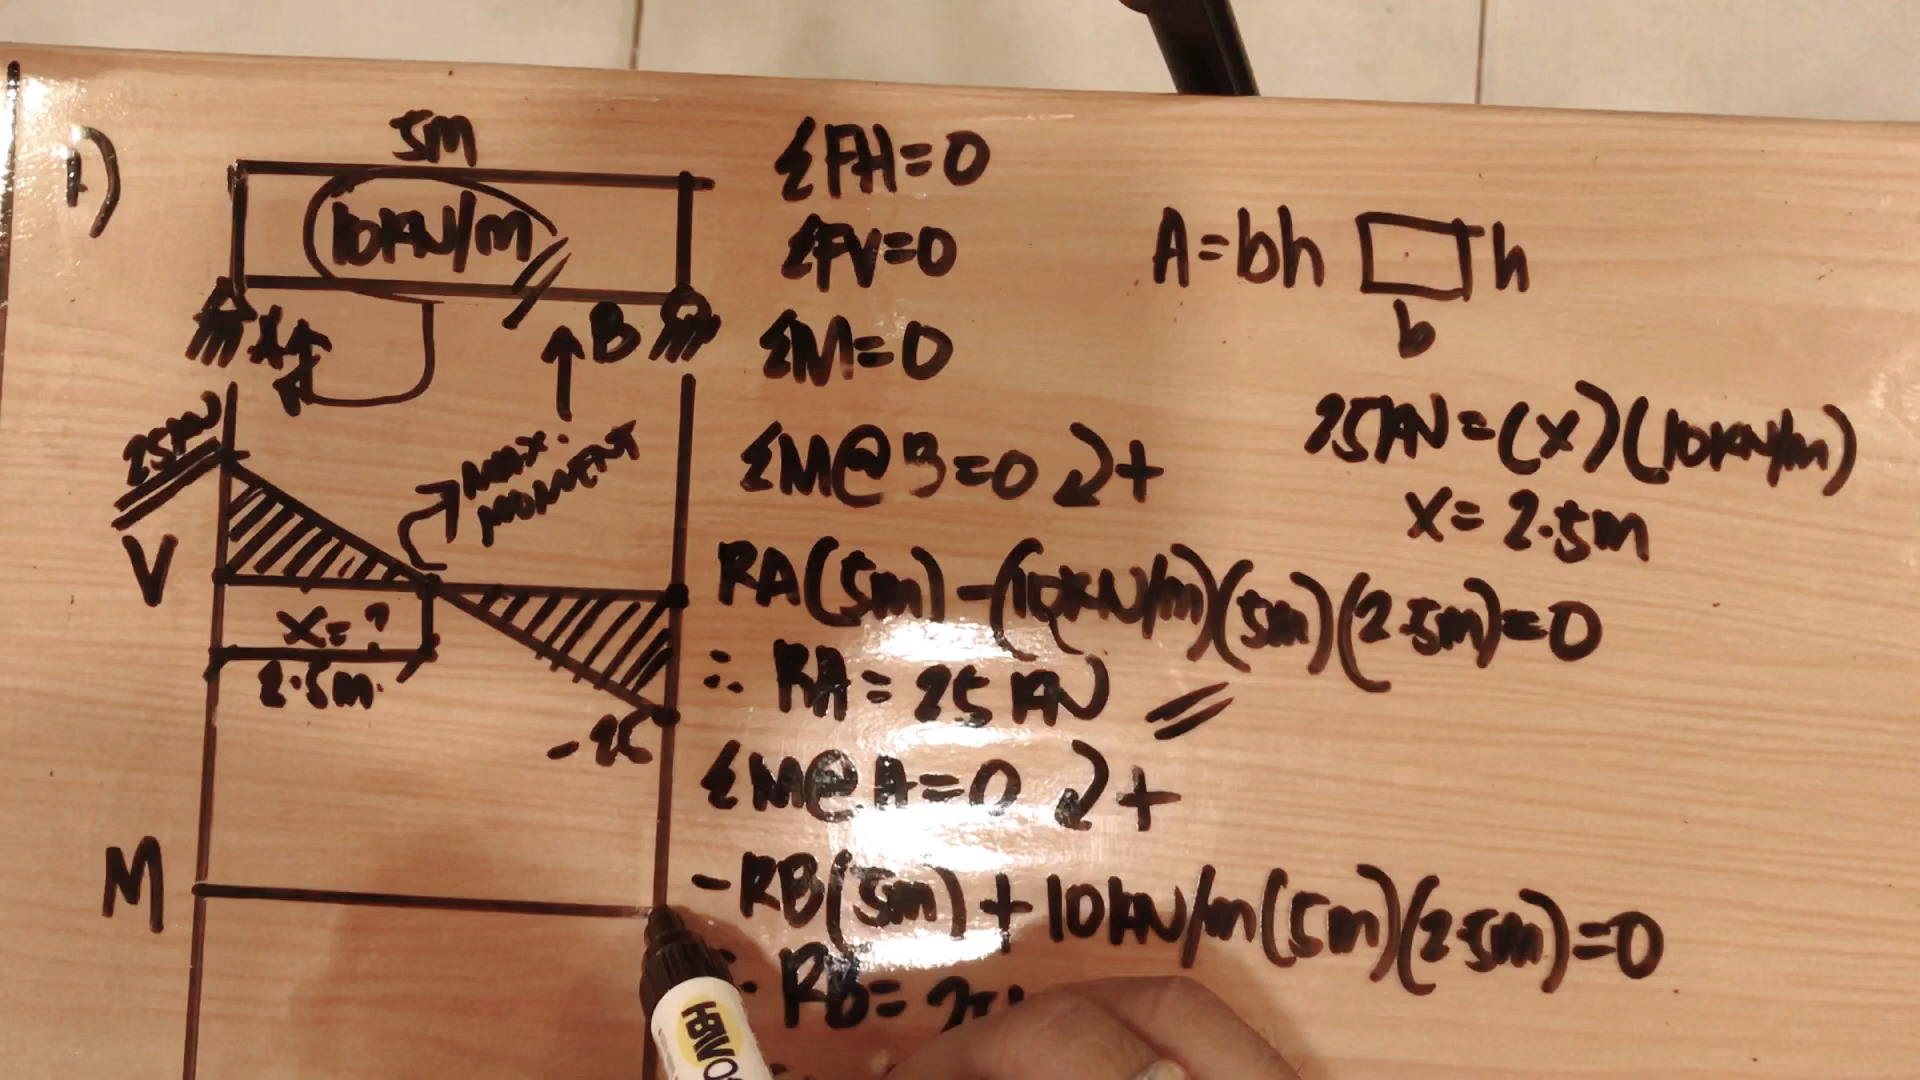 1)
5m
10kN/m
A
B
25kN
MAX.
MOMENT
V
x=?
2.5m.
-25
M
ΣFH=0
ΣFV=0
ΣM=0
ΣM@B=0 +
RA(5m)-(10kN/m)(5m)(2.5m)=0
∴ RA=25kN
ΣM@A=0 +
-RB(5m)+10kN/m(5m)(2.5m)=0
RB=
A=bh
h
b
25kN=(x)(10kN/m)
x=2.5m